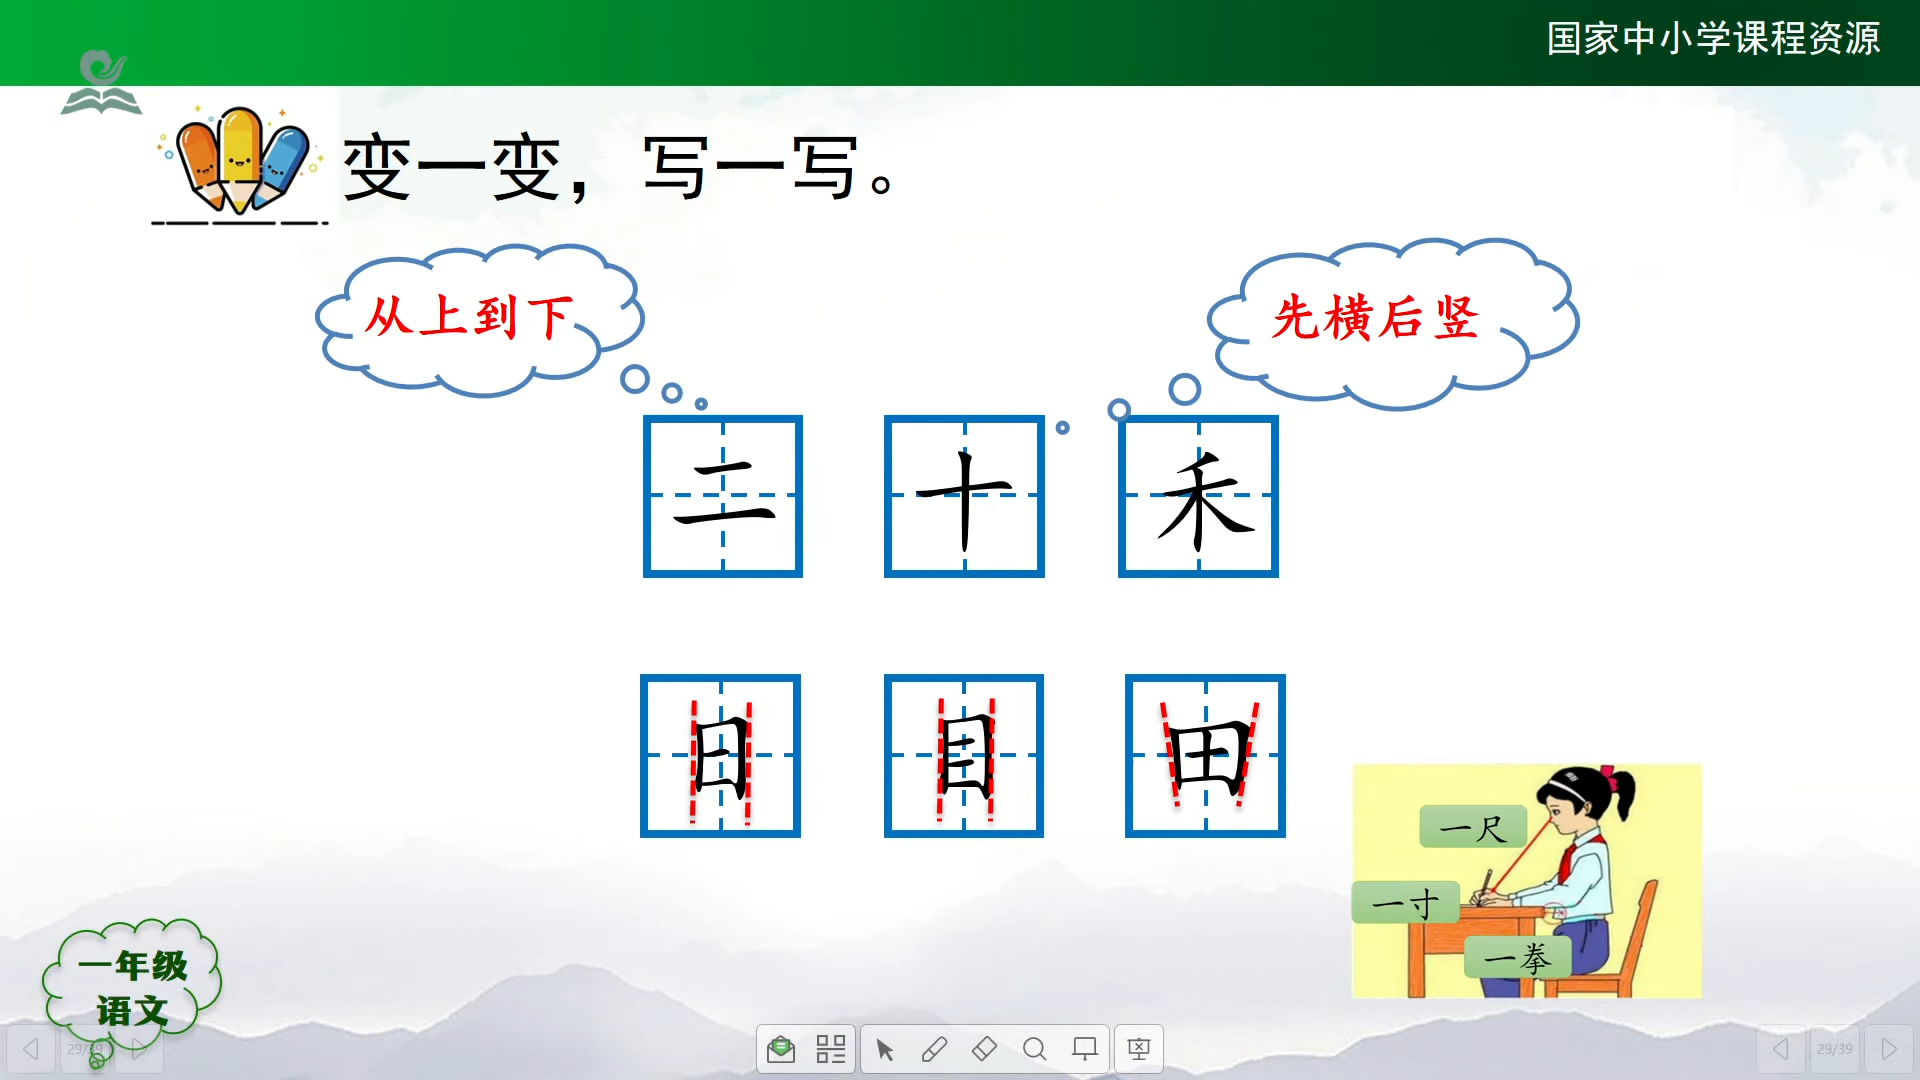 国家中小学课程资源
变一变，写一写。
从上到下
先横后竖
二 十 禾
日 目 田
一尺
一寸
一拳
一年级
语文
29/39
29/39